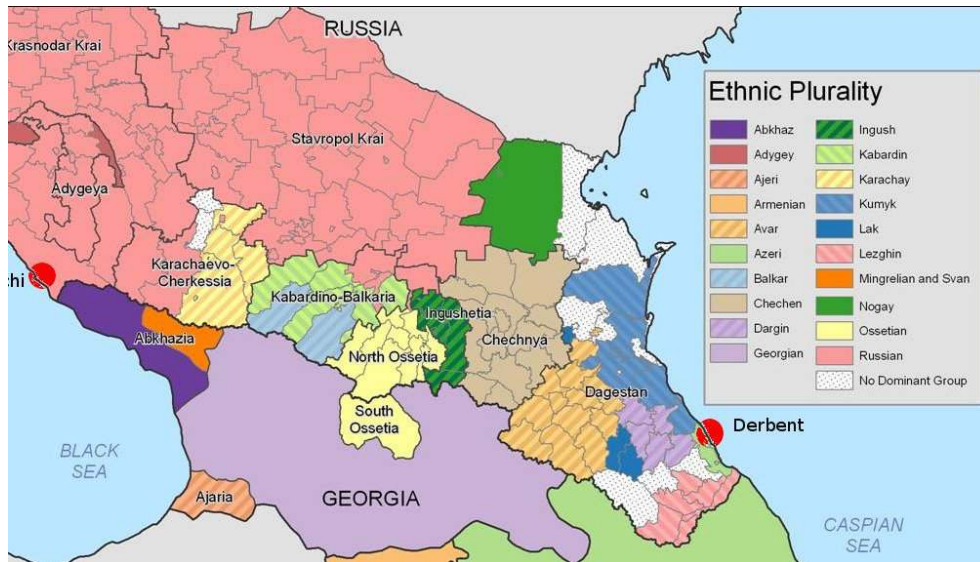 RUSSIA
Krasnodar Krai
Stavropol Krai
Adygeya
Karachaevo-
Cherkessia
Kabardino-Balkaria
Ingushetia
Abkhazia
North Ossetia
Chechnya
South
Ossetia
Dagestan
Derbent
BLACK
SEA
Ajaria
GEORGIA
CASPIAN
SEA
Ethnic Plurality
Abkhaz
Adygey
Ajeri
Armenian
Avar
Azeri
Balkar
Chechen
Dargin
Georgian
Ingush
Kabardin
Karachay
Kumyk
Lak
Lezghin
Mingrelian and Svan
Nogay
Ossetian
Russian
No Dominant Group